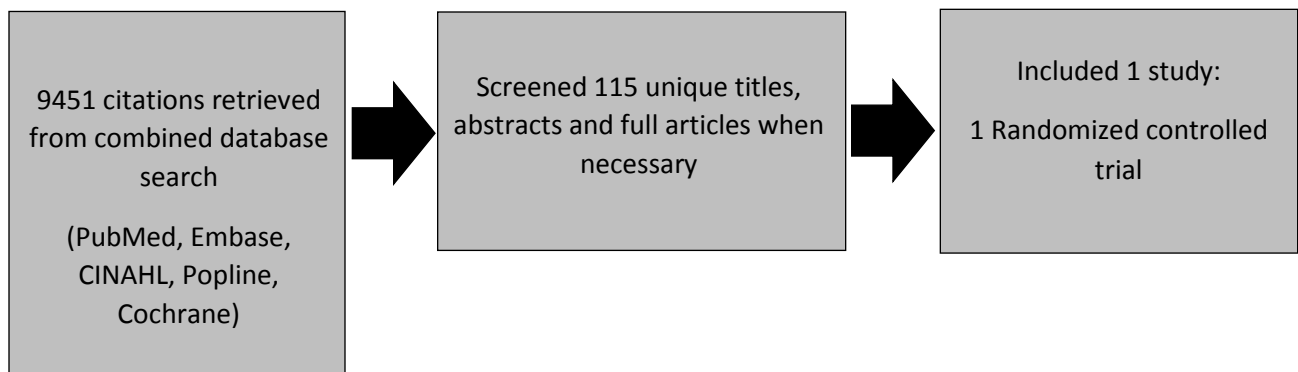 9451 citations retrieved
from combined database
search
(PubMed, Embase,
CINAHL, Popline,
Cochrane)
Screened 115 unique titles,
abstracts and full articles when
necessary
Included 1 study:
1 Randomized controlled
trial